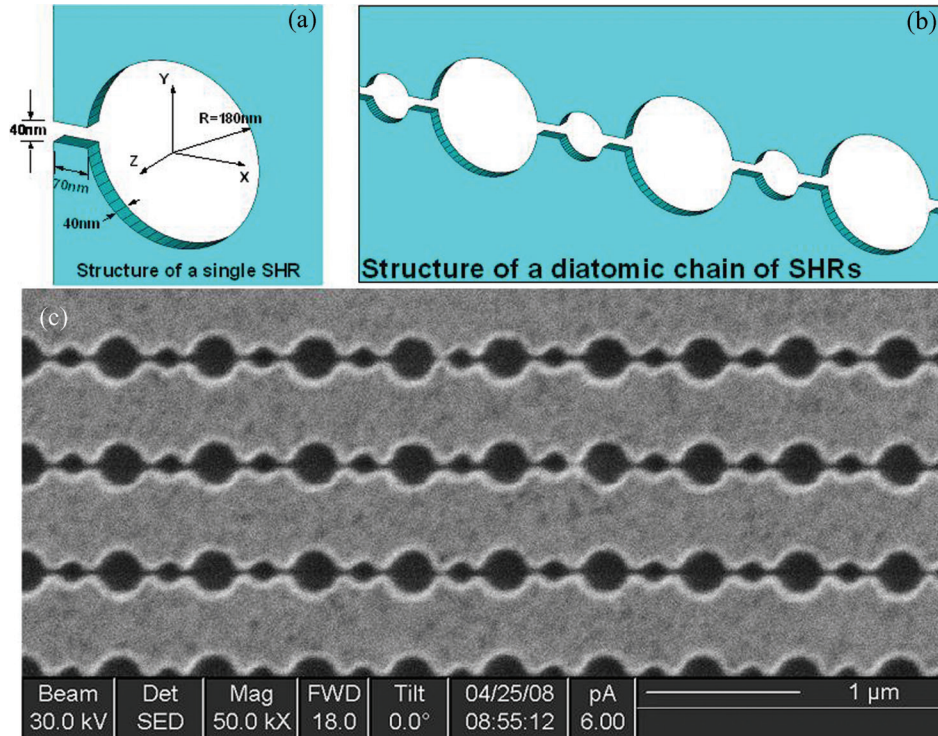 (a)
Y
R=180nm
40nm
Z
X
70nm
40nm
Structure of a single SHR
(b)
Structure of a diatomic chain of SHRs
(c)
Beam Det Mag FWD Tilt 04/25/08 pA 1 µm
30.0 kV SED 50.0 kX 18.0 0.0° 08:55:12 6.00